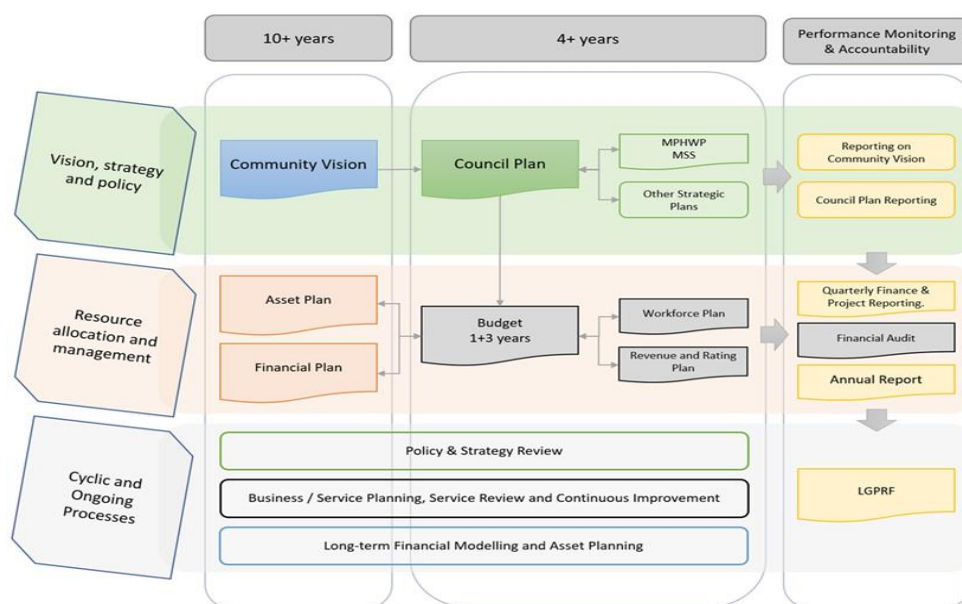 10+ years
4+ years
Performance Monitoring
& Accountability
Vision, strategy
and policy
Community Vision
Council Plan
MPHWP
MSS
Other Strategic
Plans
Reporting on
Community Vision
Council Plan Reporting
Resource
allocation and
management
Asset Plan
Financial Plan
Budget
1+3 years
Workforce Plan
Revenue and Rating
Plan
Quarterly Finance &
Project Reporting.
Financial Audit
Annual Report
Cyclic and
Ongoing
Processes
Policy & Strategy Review
Business / Service Planning, Service Review and Continuous Improvement
Long-term Financial Modelling and Asset Planning
LGPRF